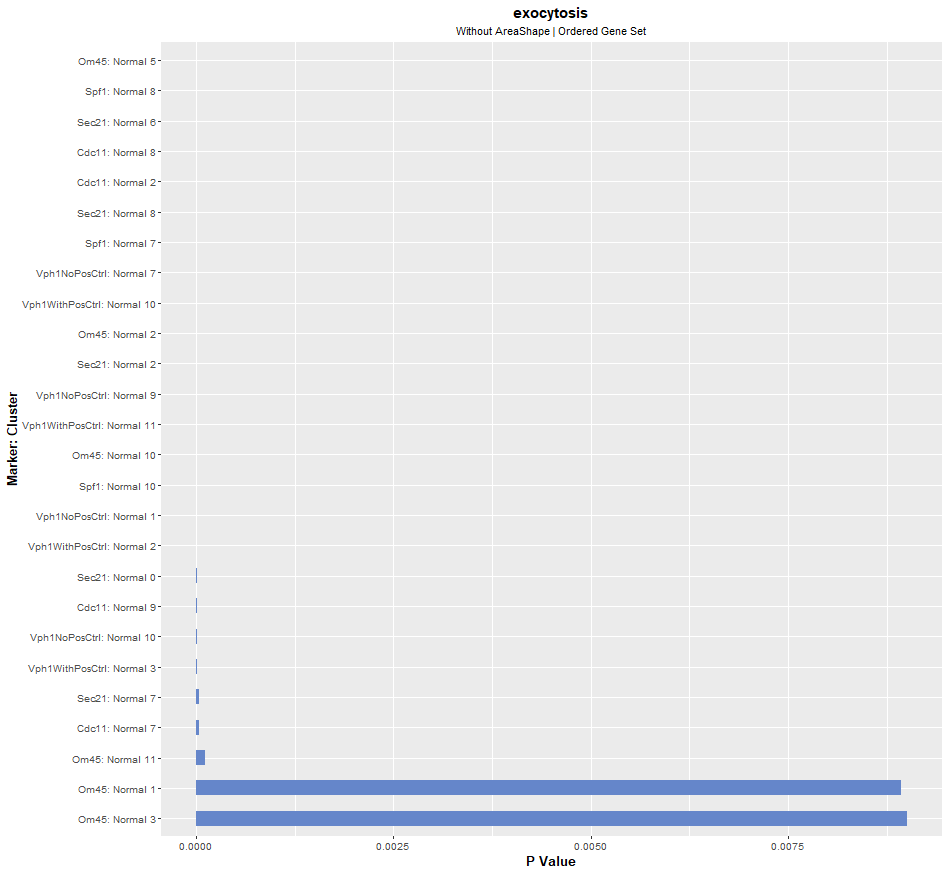 exocytosis
Without AreaShape | Ordered Gene Set
Marker: Cluster
Om45: Normal 5
Spf1: Normal 8
Sec21: Normal 6
Cdc11: Normal 8
Cdc11: Normal 2
Sec21: Normal 8
Spf1: Normal 7
Vph1NoPosCtrl: Normal 7
Vph1WithPosCtrl: Normal 10
Om45: Normal 2
Sec21: Normal 2
Vph1NoPosCtrl: Normal 9
Vph1WithPosCtrl: Normal 11
Om45: Normal 10
Spf1: Normal 10
Vph1NoPosCtrl: Normal 1
Vph1WithPosCtrl: Normal 2
Sec21: Normal 0
Cdc11: Normal 9
Vph1NoPosCtrl: Normal 10
Vph1WithPosCtrl: Normal 3
Sec21: Normal 7
Cdc11: Normal 7
Om45: Normal 11
Om45: Normal 1
Om45: Normal 3
0.0000 0.0025 0.0050 0.0075
P Value